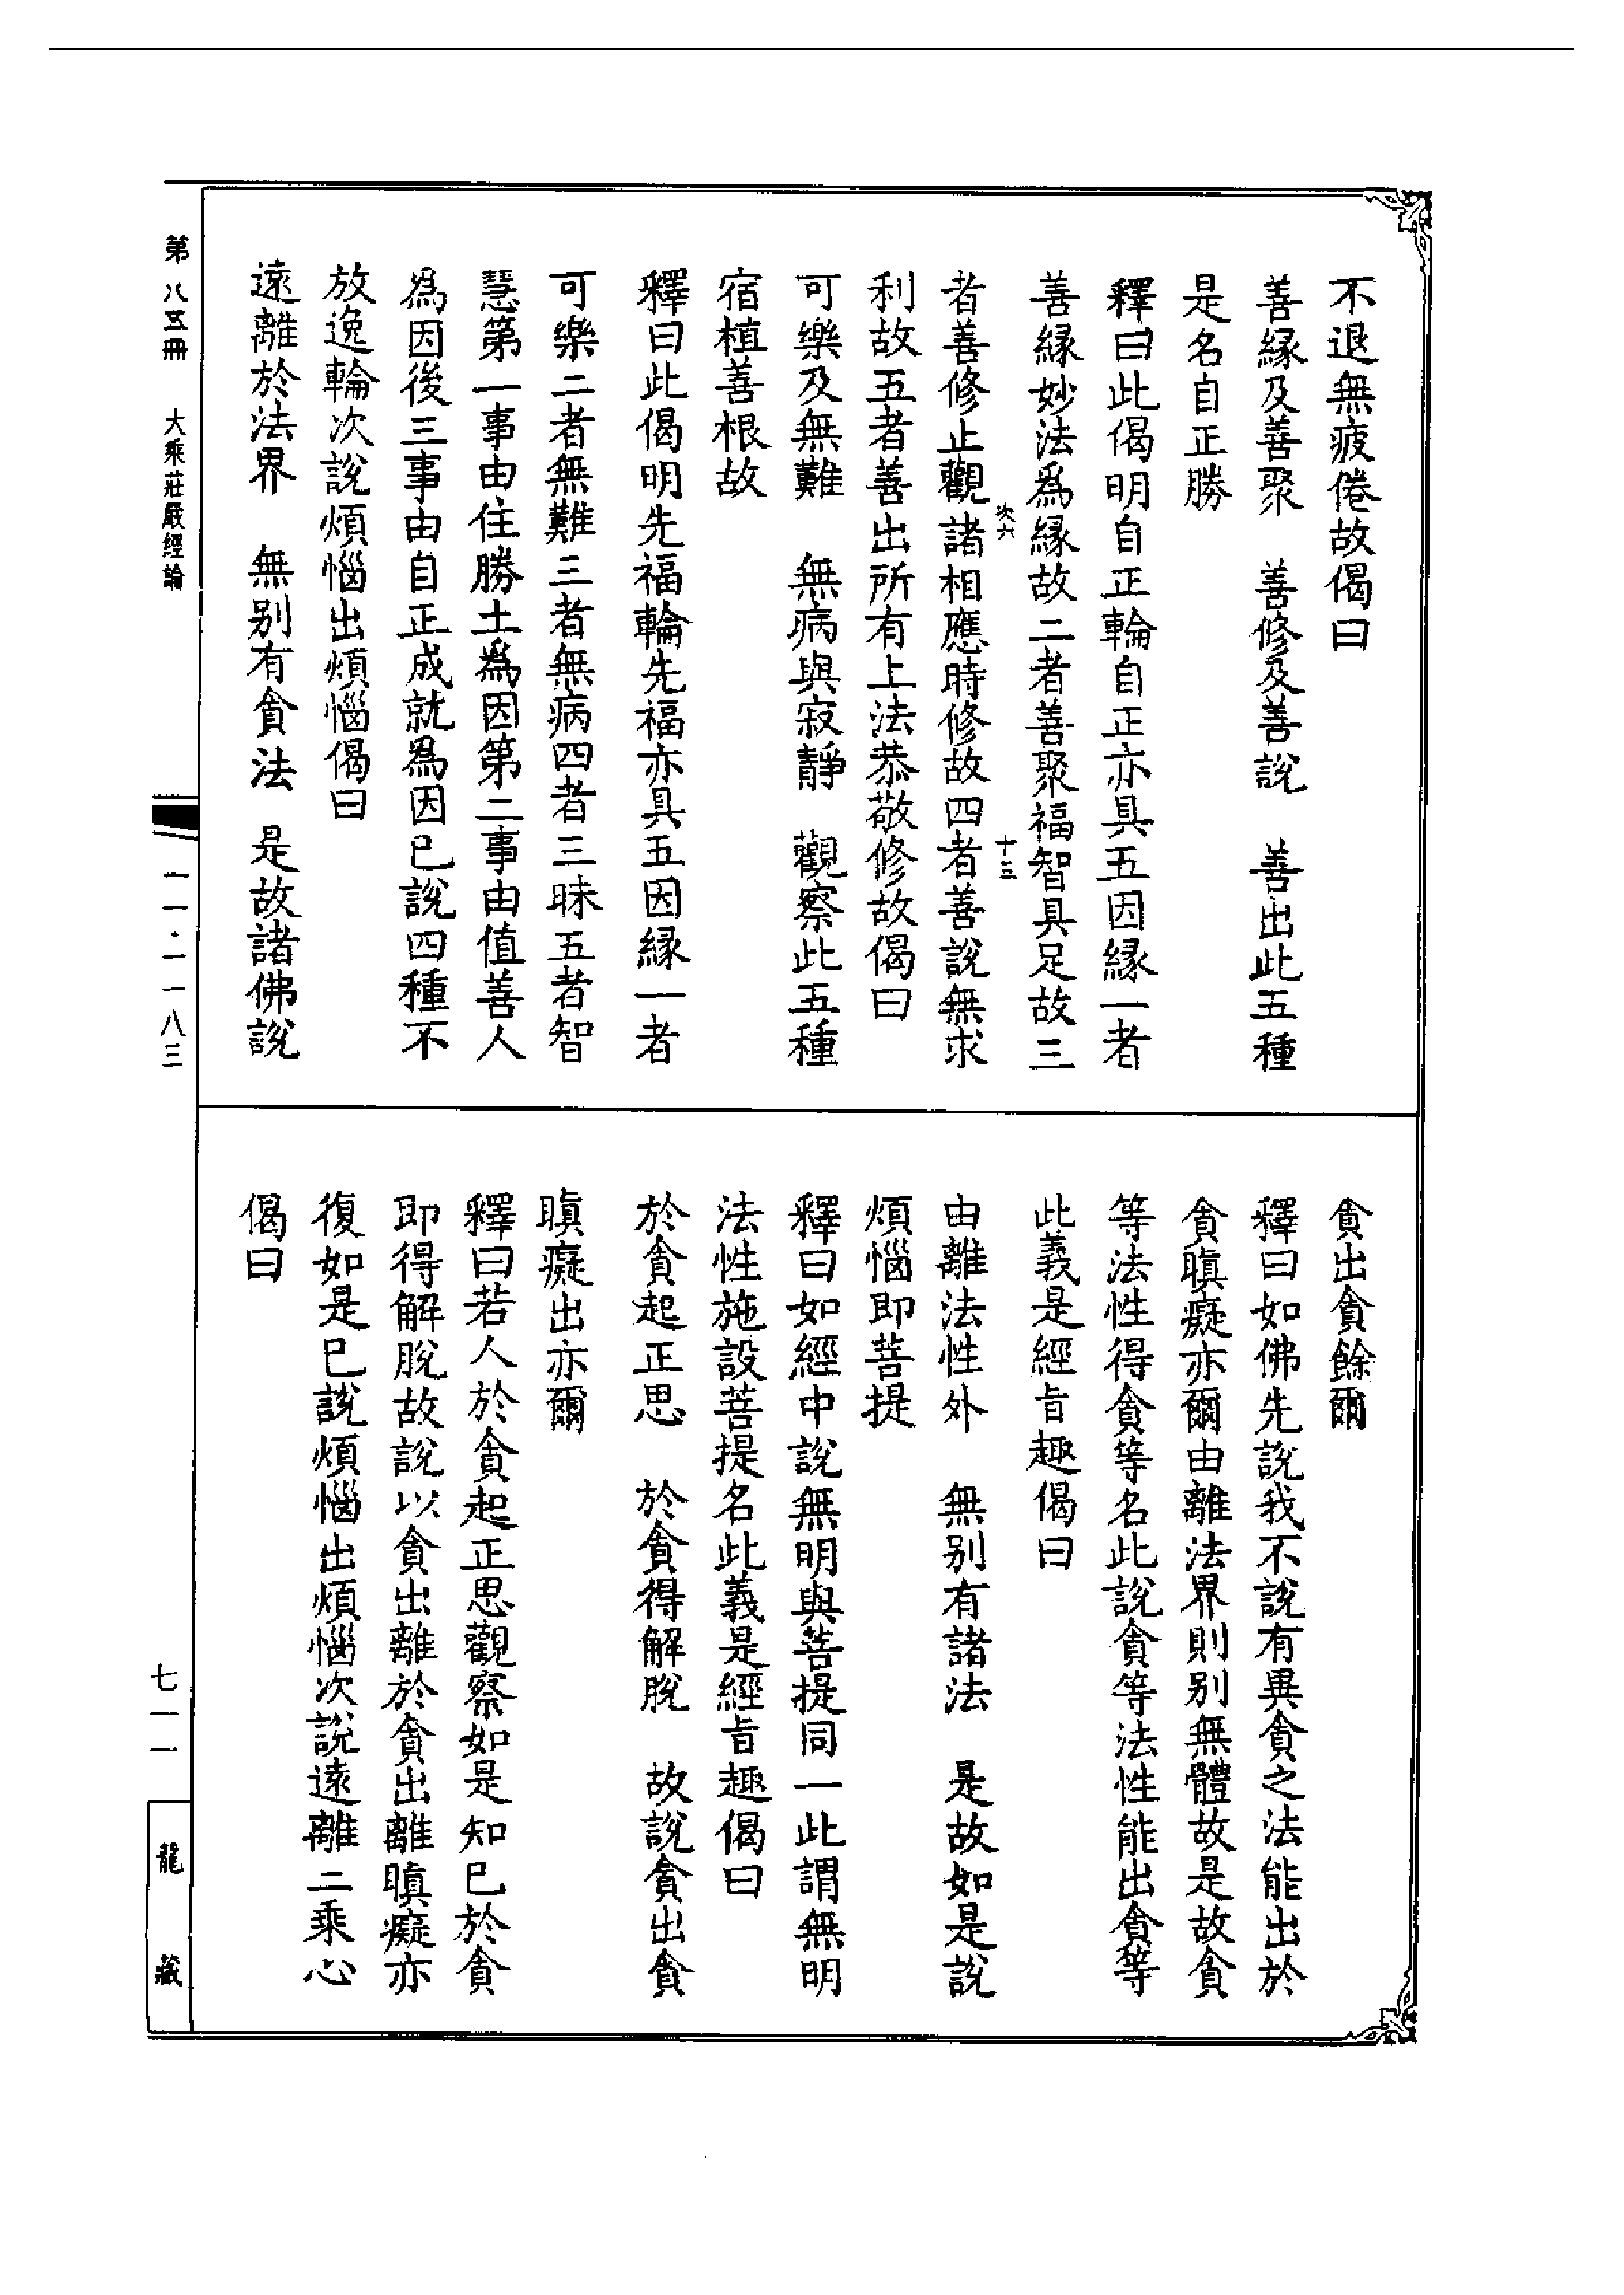 不退無疲倦故偈曰
善緣及善聚　善修及善說　善出此五種
是名自正勝
釋曰此偈明自正輪自正亦具五因緣一者
善緣妙法爲緣故二者善聚福智具足故三
次六　十三
者善修止觀諸相應時修故四者善說無求
利故五者善出所有上法恭敬修故偈曰
可樂及無難　無病與寂靜　觀察此五種
宿植善根故
釋曰此偈明先福輪先福亦具五因緣一者
可樂二者無難三者無病四者三昧五者智
慧第一事由住勝土爲因第二事由值善人
爲因後三事由自正成就爲因已說四種不
放逸輪次說煩惱出煩惱偈曰
遠離於法界　無別有貪法　是故諸佛說
貪出貪餘爾
釋曰如佛先說我不說有異貪之法能出於
貪瞋癡亦爾由離法界則別無體故是故貪
等法性得貪等名此說貪等法性能出貪等
此義是經旨趣偈曰
由離法性外　無別有諸法　是故如是說
煩惱即菩提
釋曰如經中說無明與菩提同一此謂無明
法性施設菩提名此義是經旨趣偈曰
於貪起正思　於貪得解脫　故說貪出貪
瞋癡出亦爾
釋曰若人於貪起正思觀察如是知已於貪
即得解脫故說以貪出離於貪出離瞋癡亦
復如是已說煩惱出煩惱次說遠離二乘心
偈曰
第八五冊　大乘莊嚴經論
一一·一一八三
七一一
龍藏